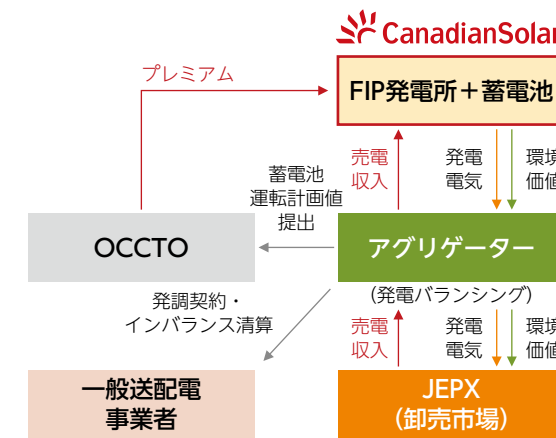 CanadianSolar
プレミアム
FIP発電所＋蓄電池
売電
収入
発電
電気
環境
価値
蓄電池
運転計画値
提出
OCCTO
アグリゲーター
（発電バランシング）
発調契約・
インバランス清算
売電
収入
発電
電気
環境
価値
一般送配電
事業者
JEPX
（卸売市場）